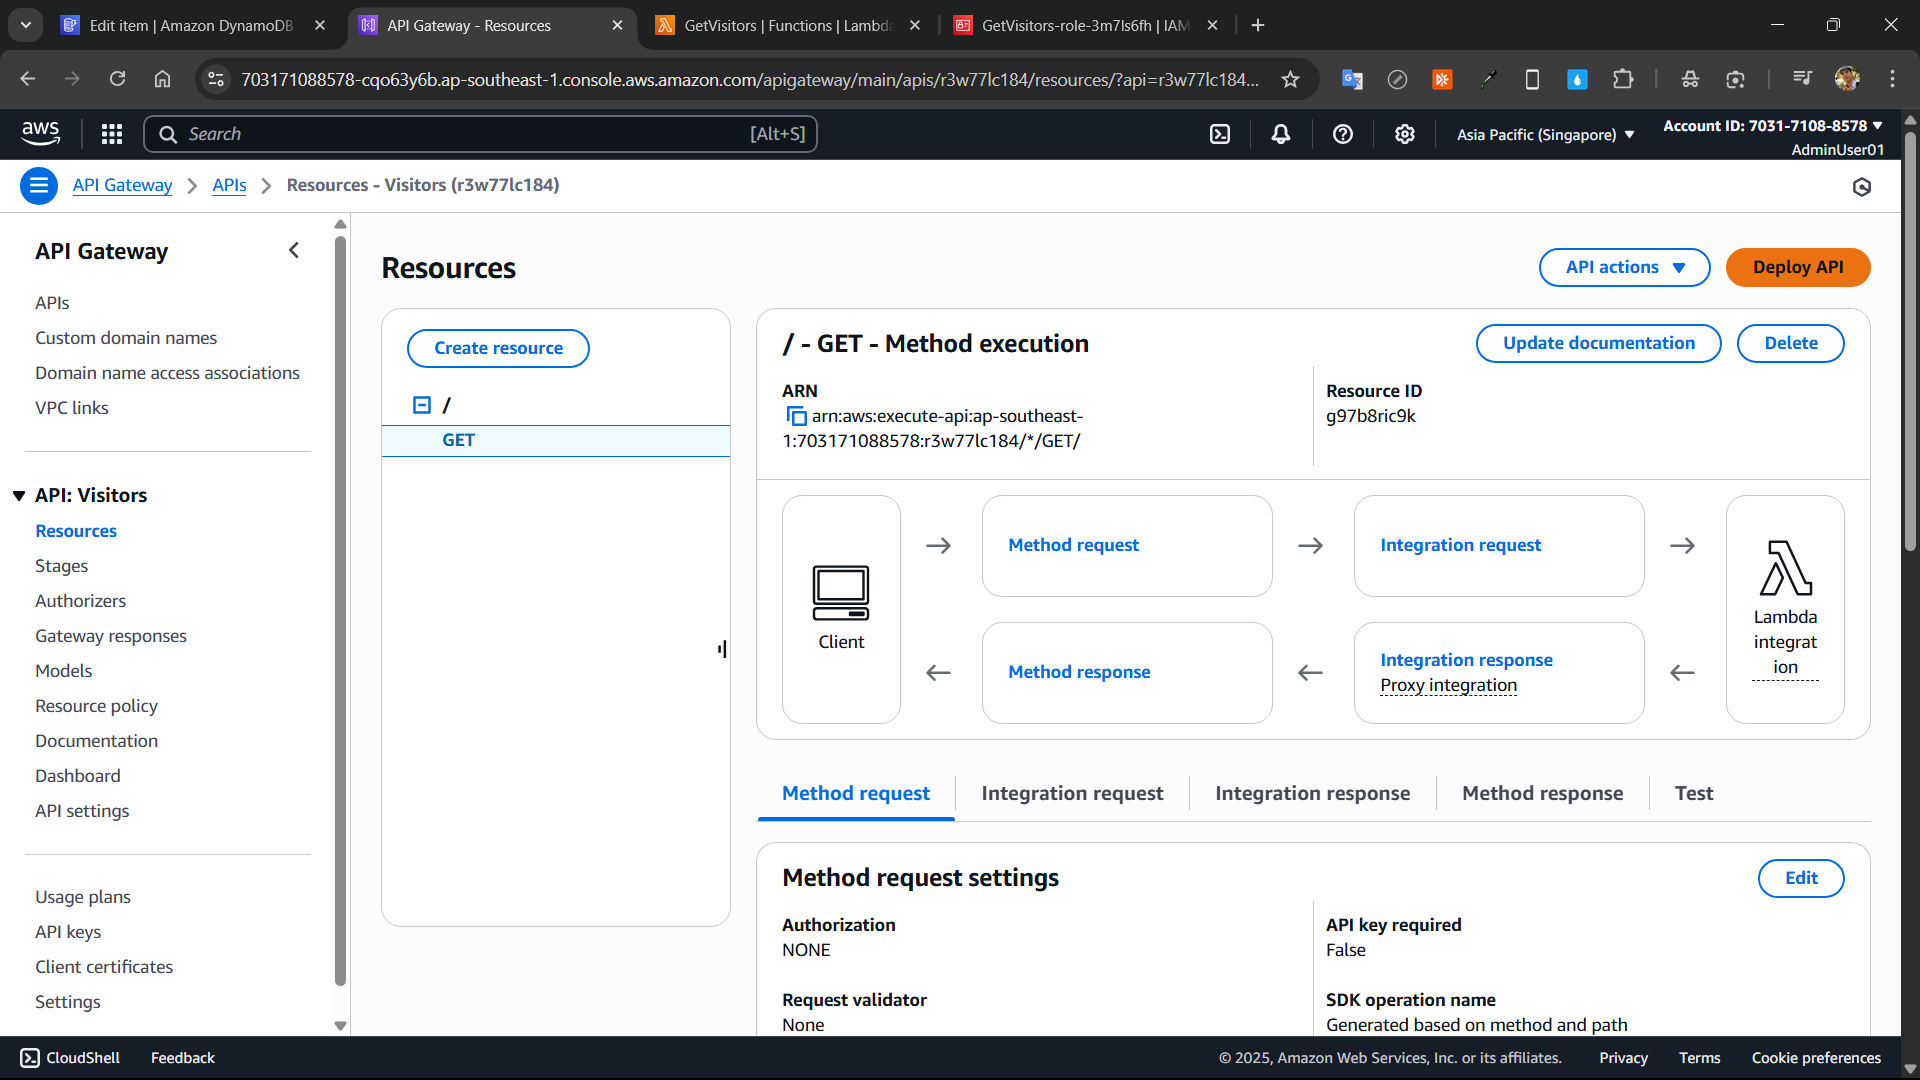 Edit item | Amazon DynamoDB
API Gateway - Resources
GetVisitors | Functions | Lambda
GetVisitors-role-3m7ls6fh | IAM
703171088578-cqo63y6b.ap-southeast-1.console.aws.amazon.com/apigateway/main/apis/r3w77lc184/resources/?api=r3w77lc184...
aws
Search
[Alt+S]
Asia Pacific (Singapore)
Account ID: 7031-7108-8578
AdminUser01
API Gateway
APIs
Resources - Visitors (r3w77lc184)
API Gateway
APIs
Custom domain names
Domain name access associations
VPC links
API: Visitors
Resources
Stages
Authorizers
Gateway responses
Models
Resource policy
Documentation
Dashboard
API settings
Usage plans
API keys
Client certificates
Settings
Resources
API actions
Deploy API
Create resource
/
GET
/ - GET - Method execution
Update documentation
Delete
ARN
arn:aws:execute-api:ap-southeast-
1:703171088578:r3w77lc184/*/GET/
Resource ID
g97b8ric9k
Client
Method request
Integration request
Method response
Integration response
Proxy integration
Lambda
integrat
ion
Method request
Integration request
Integration response
Method response
Test
Method request settings
Edit
Authorization
NONE
API key required
False
Request validator
None
SDK operation name
Generated based on method and path
CloudShell
Feedback
© 2025, Amazon Web Services, Inc. or its affiliates.
Privacy
Terms
Cookie preferences